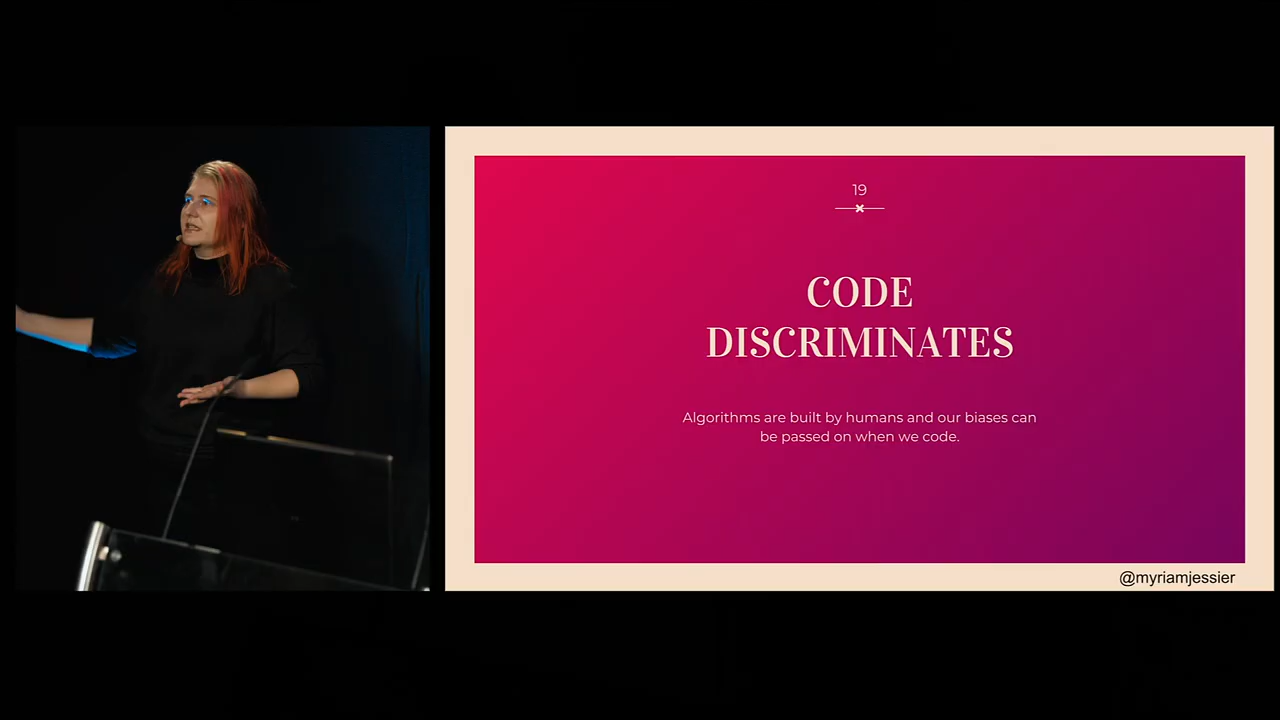 19
CODE
DISCRIMINATES
Algorithms are built by humans and our biases can
be passed on when we code.
@myriamjessier